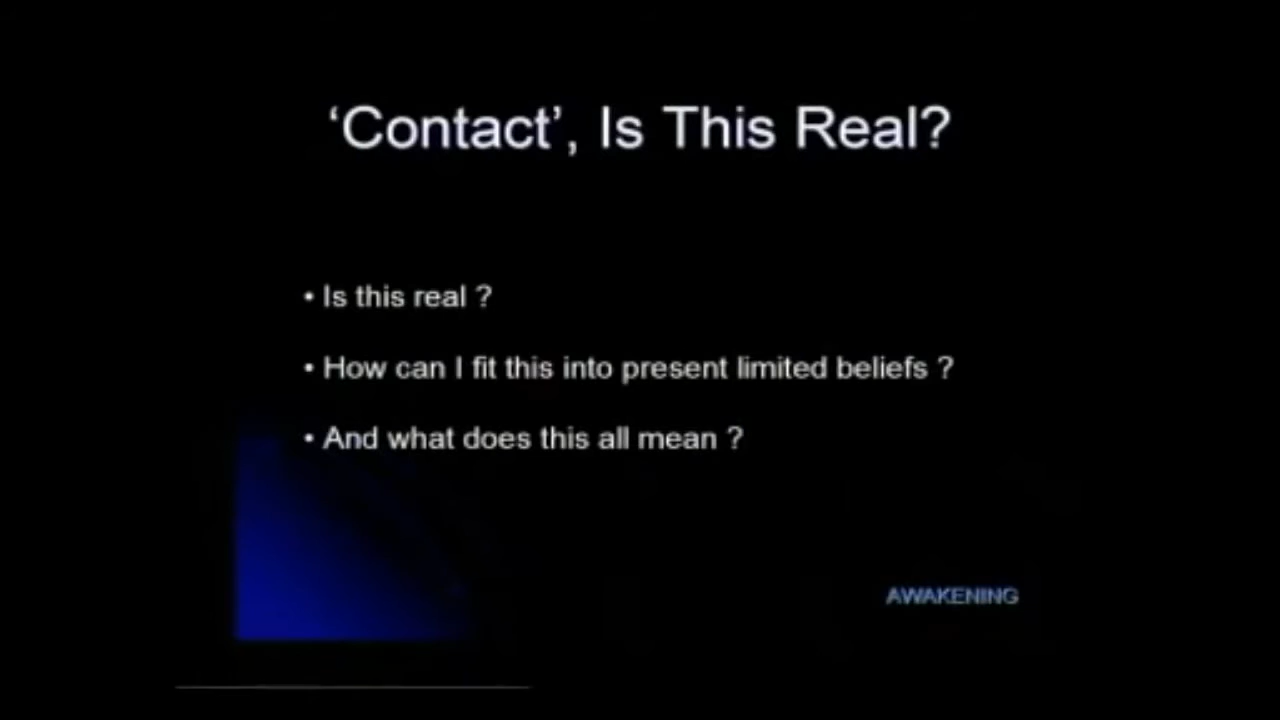 ‘Contact’, Is This Real?
• Is this real ?
• How can I fit this into present limited beliefs ?
• And what does this all mean ?
AWAKENING